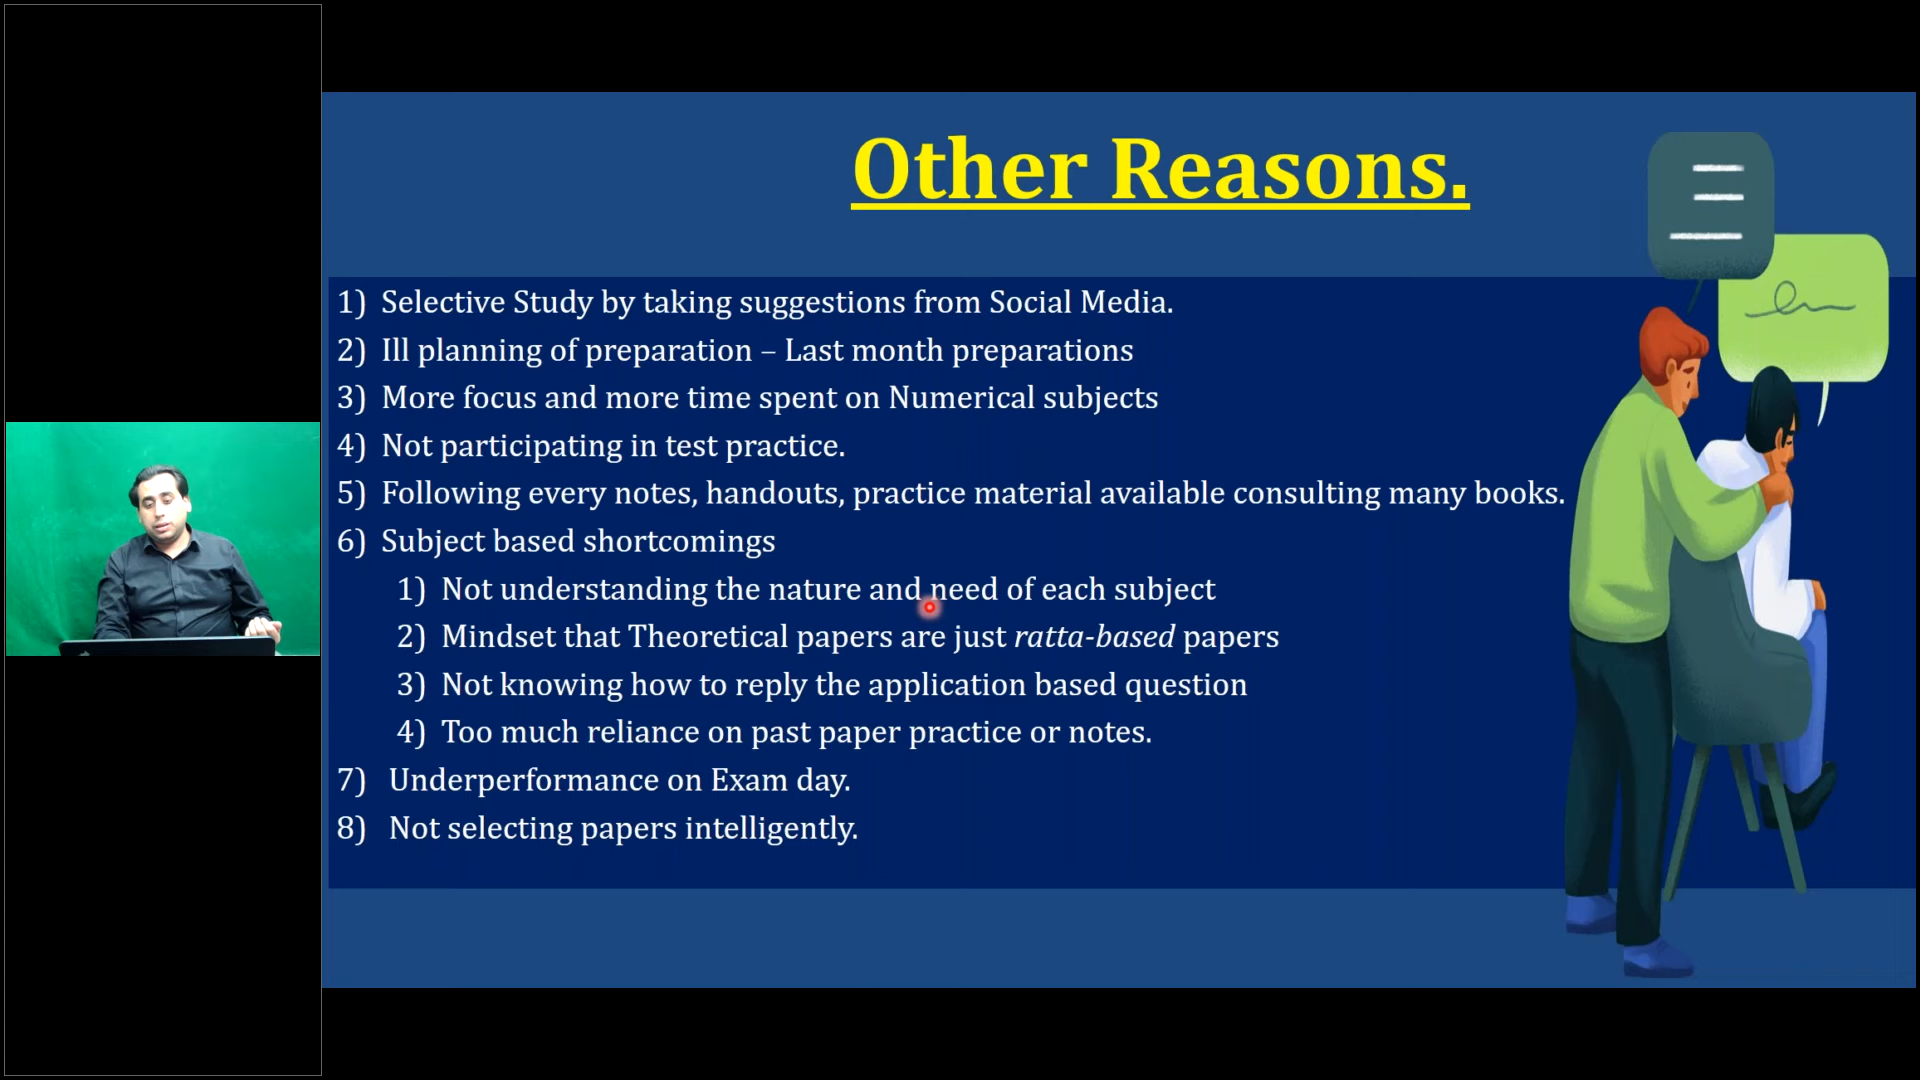 Other Reasons.
1) Selective Study by taking suggestions from Social Media.
2) Ill planning of preparation – Last month preparations
3) More focus and more time spent on Numerical subjects
4) Not participating in test practice.
5) Following every notes, handouts, practice material available consulting many books.
6) Subject based shortcomings
1) Not understanding the nature and need of each subject
2) Mindset that Theoretical papers are just ratta-based papers
3) Not knowing how to reply the application based question
4) Too much reliance on past paper practice or notes.
7) Underperformance on Exam day.
8) Not selecting papers intelligently.